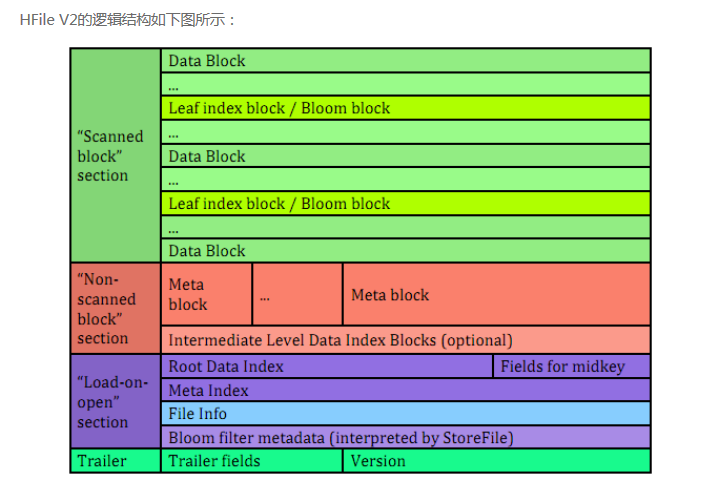 HFile V2的逻辑结构如下图所示：
"Scanned
block"
section
Data Block
...
Leaf index block / Bloom block
...
Data Block
...
Leaf index block / Bloom block
...
Data Block
"Non-
scanned
block"
section
Meta
block
...
Meta block
Intermediate Level Data Index Blocks (optional)
"Load-on-
open"
section
Root Data Index
Fields for midkey
Meta Index
File Info
Bloom filter metadata (interpreted by StoreFile)
Trailer
Trailer fields
Version